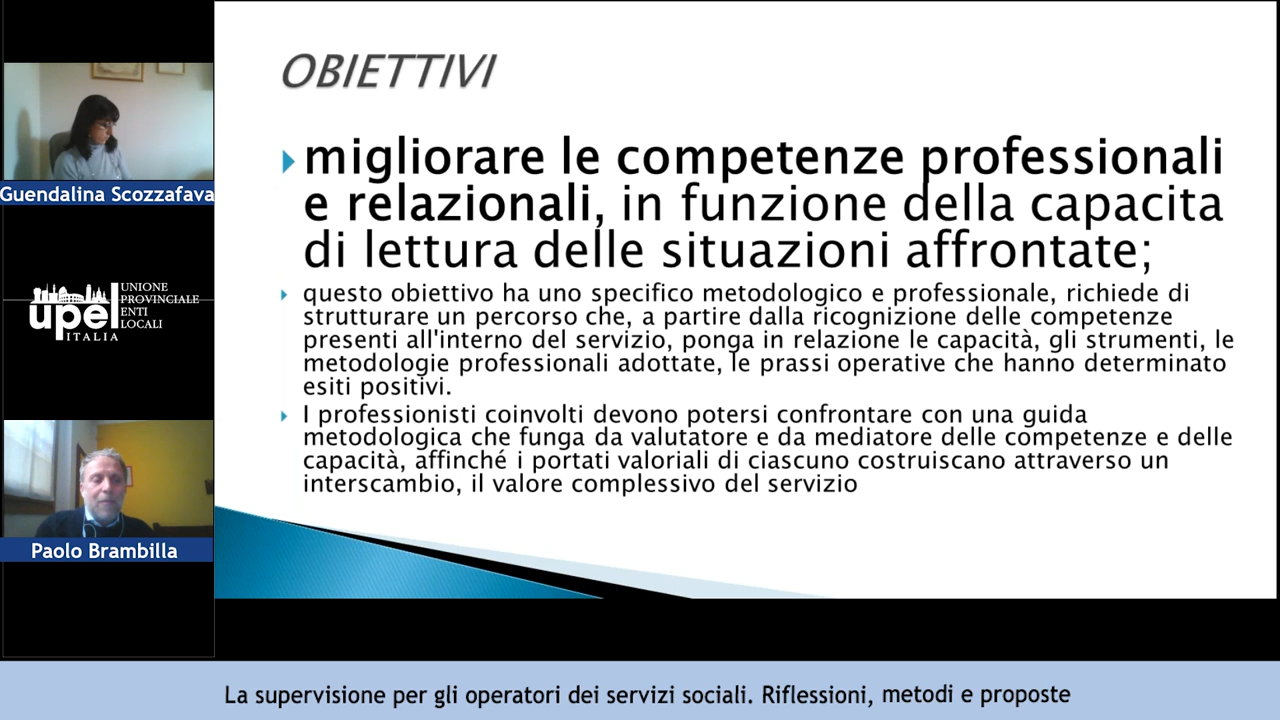 OBIETTIVI
migliorare le competenze professionali
e relazionali, in funzione della capacita
di lettura delle situazioni affrontate;
questo obiettivo ha uno specifico metodologico e professionale, richiede di
strutturare un percorso che, a partire dalla ricognizione delle competenze
presenti all'interno del servizio, ponga in relazione le capacità, gli strumenti, le
metodologie professionali adottate, le prassi operative che hanno determinato
esiti positivi.
I professionisti coinvolti devono potersi confrontare con una guida
metodologica che funga da valutatore e da mediatore delle competenze e delle
capacità, affinché i portati valoriali di ciascuno costruiscano attraverso un
interscambio, il valore complessivo del servizio
Guendalina Scozzafava
upel
ITALIA
UNIONE
PROVINCIALE
ENTI
LOCALI
Paolo Brambilla
La supervisione per gli operatori dei servizi sociali. Riflessioni, metodi e proposte